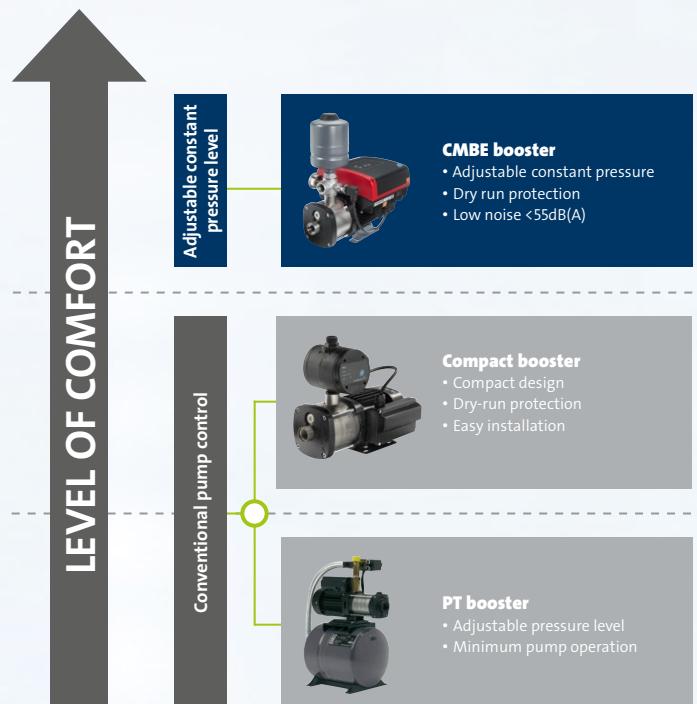 LEVEL OF COMFORT
Adjustable constant
pressure level
CMBE booster
• Adjustable constant pressure
• Dry run protection
• Low noise <55dB(A)
Conventional pump control
Compact booster
• Compact design
• Dry-run protection
• Easy installation
PT booster
• Adjustable pressure level
• Minimum pump operation